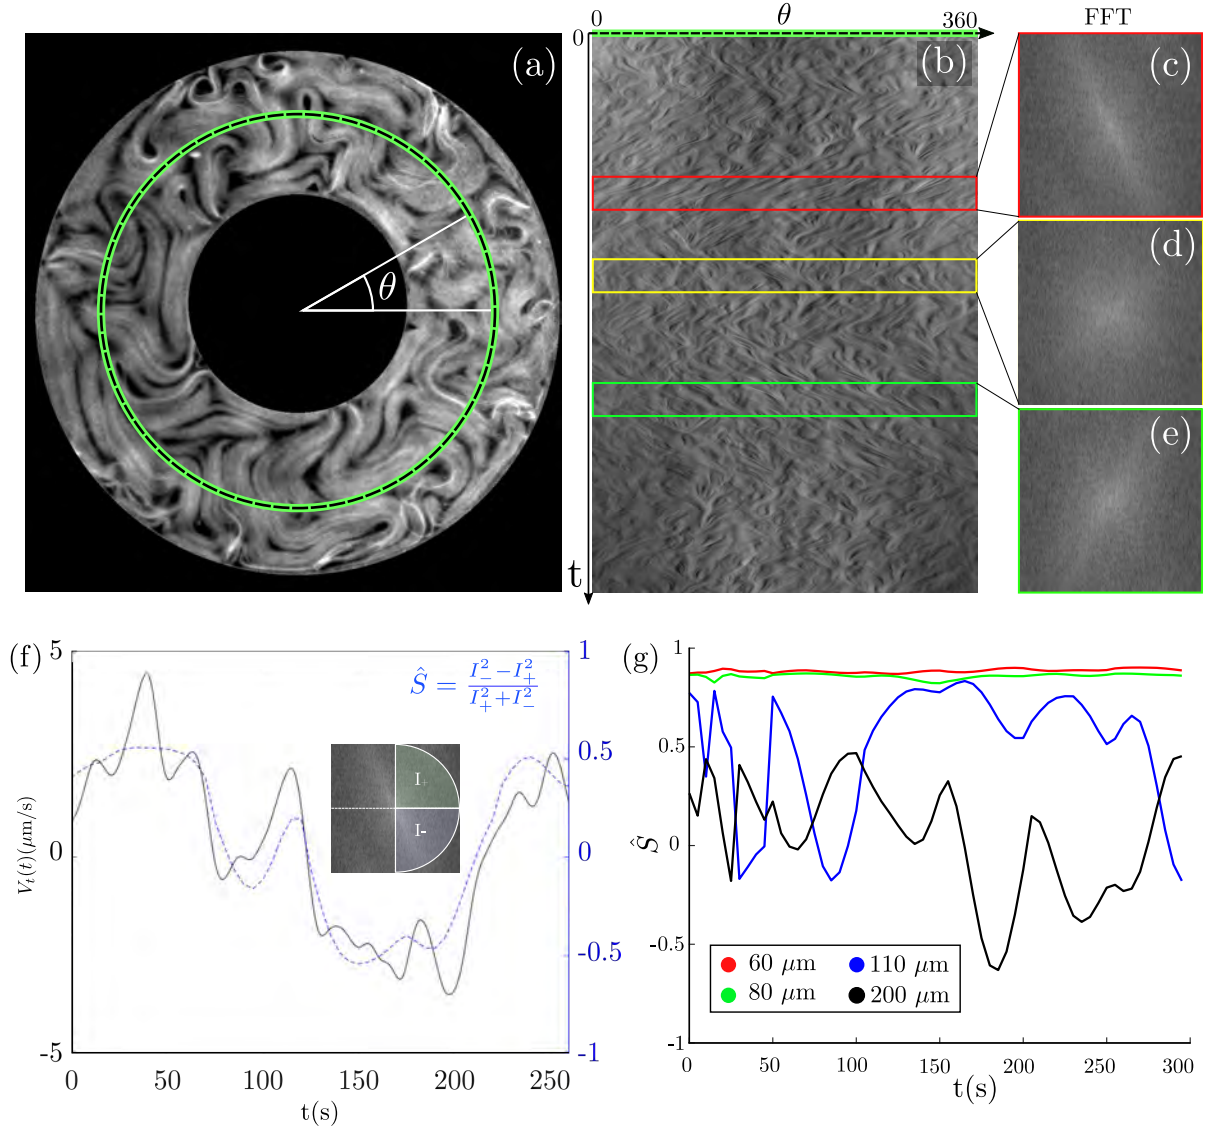 0 θ 360 FFT
0
(a) (b) (c)
θ
(d)
(e)
t
(f) 5 1 (g) 1
Ŝ = (I₋² − I₊²)/(I₊² + I₋²)
0.5 0.5
I₊
I-
V_t(t)(μm/s) 0 0 Ŝ 0
-0.5 -0.5
60 μm 110 μm
80 μm 200 μm
-5 -1 -1
0 50 100 150 200 250 0 50 100 150 200 250 300
t(s) t(s)